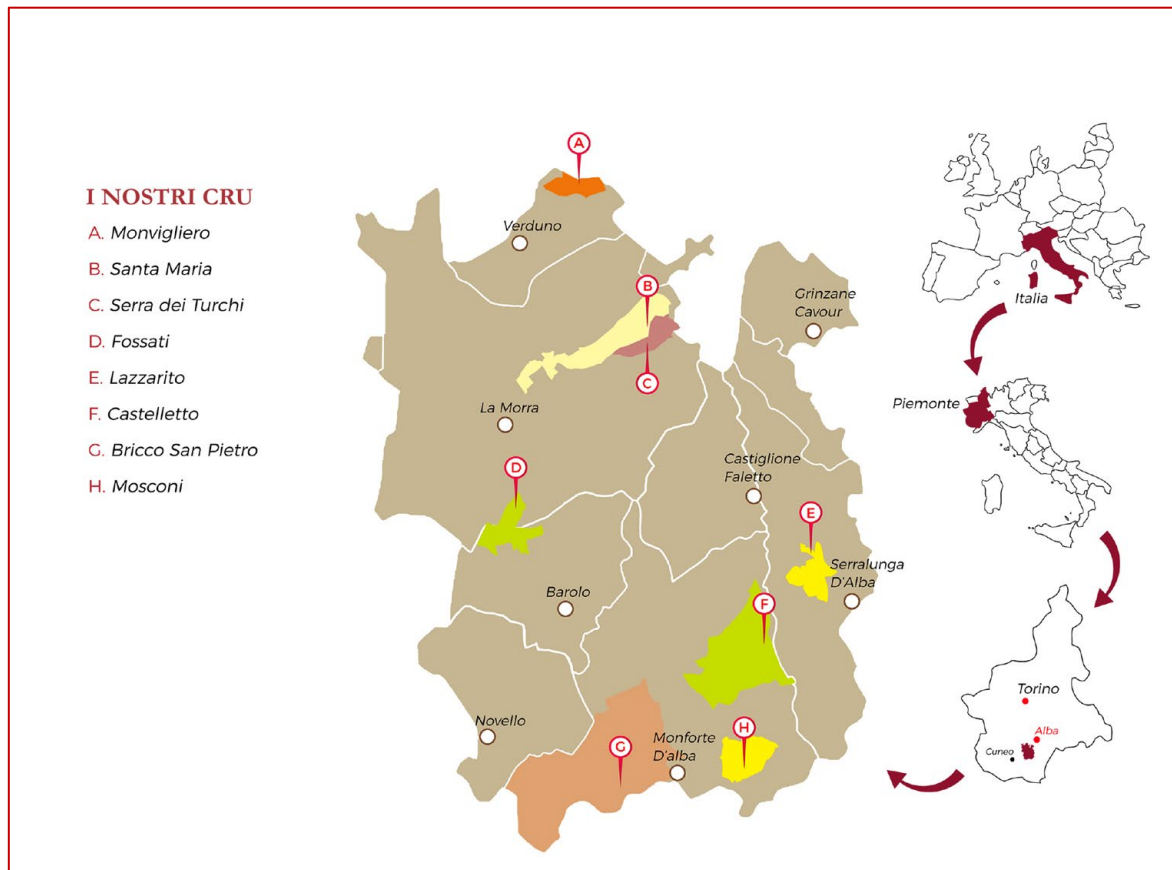 I NOSTRI CRU
A. Monvigliero
B. Santa Maria
C. Serra dei Turchi
D. Fossati
E. Lazzarito
F. Castelletto
G. Bricco San Pietro
H. Mosconi
A
Verduno
B
Grinzane
Cavour
C
La Morra
D
Castiglione
Faletto
E
Serralunga
D'Alba
Barolo
F
Novello
G
Monforte
D'alba
H
Italia
Piemonte
Torino
Alba
Cuneo